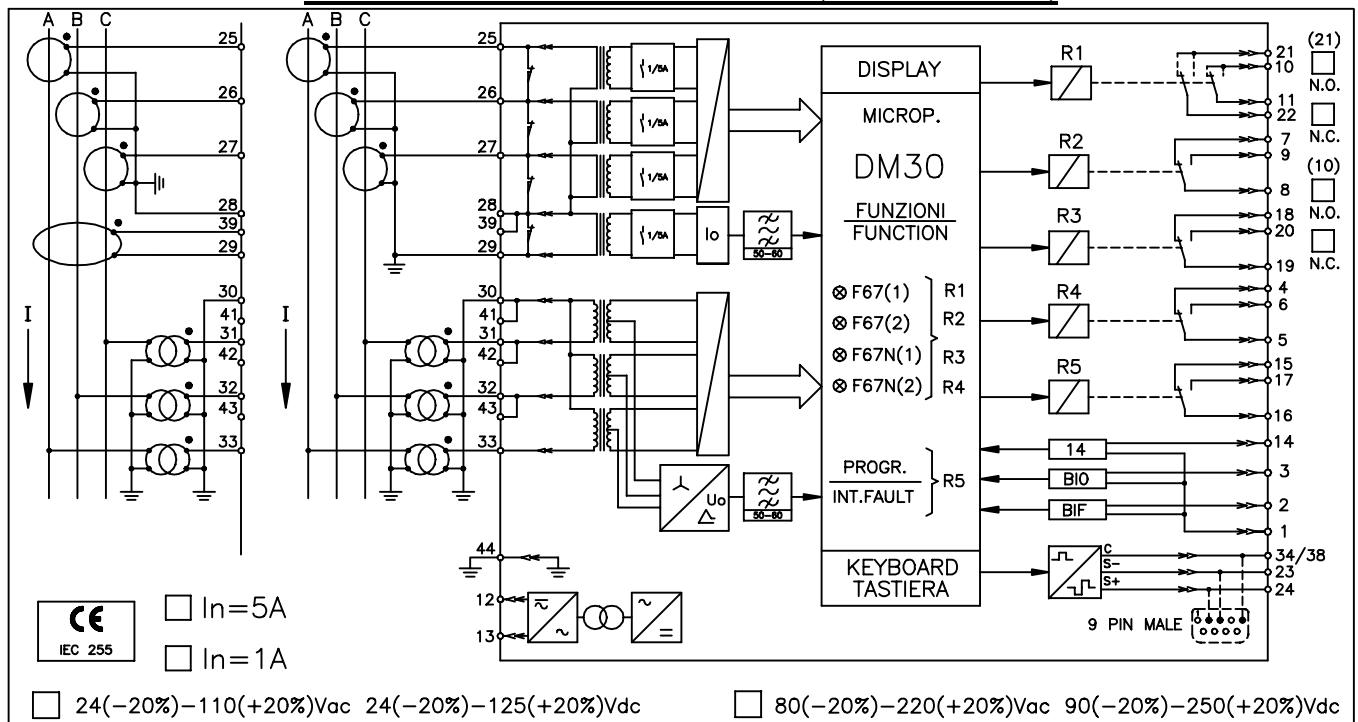 A B C
A B C
25
26
27
28
39
29
30
41
31
42
32
43
33
I
I
25
26
27
28
39
29
30
41
31
42
32
43
33
44
12
13
1/5A
1/5A
1/5A
1/5A
Io
50-60
Uo
50-60
DISPLAY
MICROP.
DM30
FUNZIONI
FUNCTION
F67(1)
F67(2)
F67N(1)
F67N(2)
R1
R2
R3
R4
PROGR.
INT.FAULT
R5
KEYBOARD
TASTIERA
R1
R2
R3
R4
R5
14
BI0
BIF
C
S-
S+
21
10
11
22
7
9
8
18
20
19
4
6
5
15
17
16
14
3
2
1
34/38
23
24
(21)
N.O.
N.C.
(10)
N.O.
N.C.
1
9 PIN MALE
CE
IEC 255
In=5A
In=1A
24(-20%)-110(+20%)Vac 24(-20%)-125(+20%)Vdc
80(-20%)-220(+20%)Vac 90(-20%)-250(+20%)Vdc